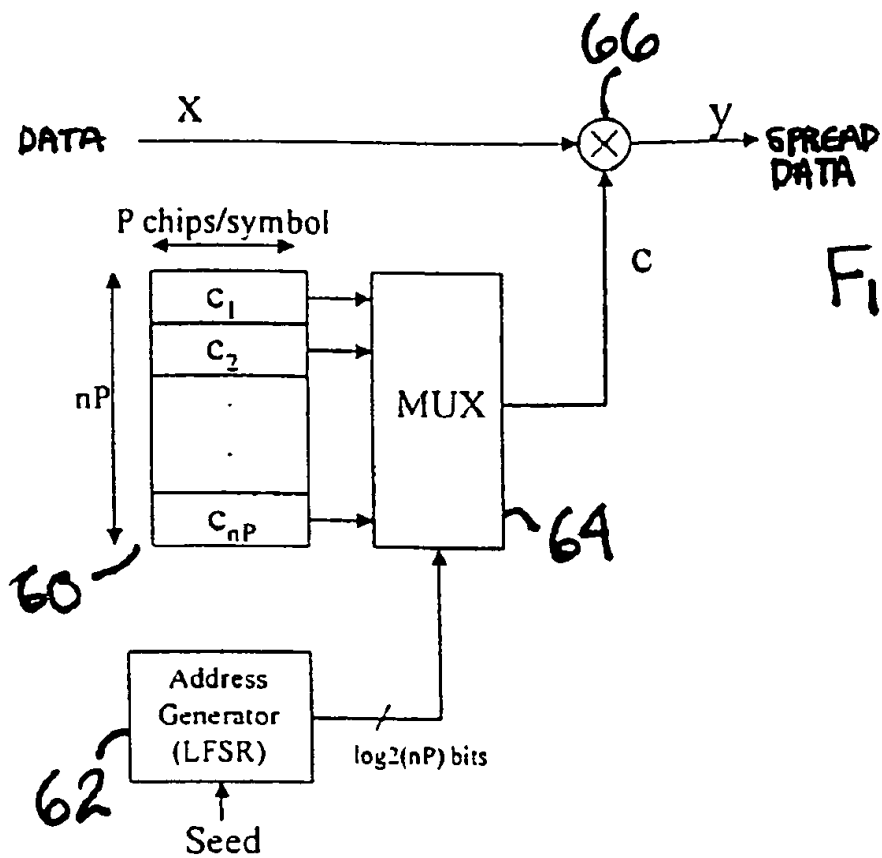 66
X
y
DATA
SPREAD
DATA
P chips/symbol
c
F
c1
c2
nP
.
MUX
.
cnP
64
60
Address
Generator
(LFSR)
log2(nP) bits
62
Seed